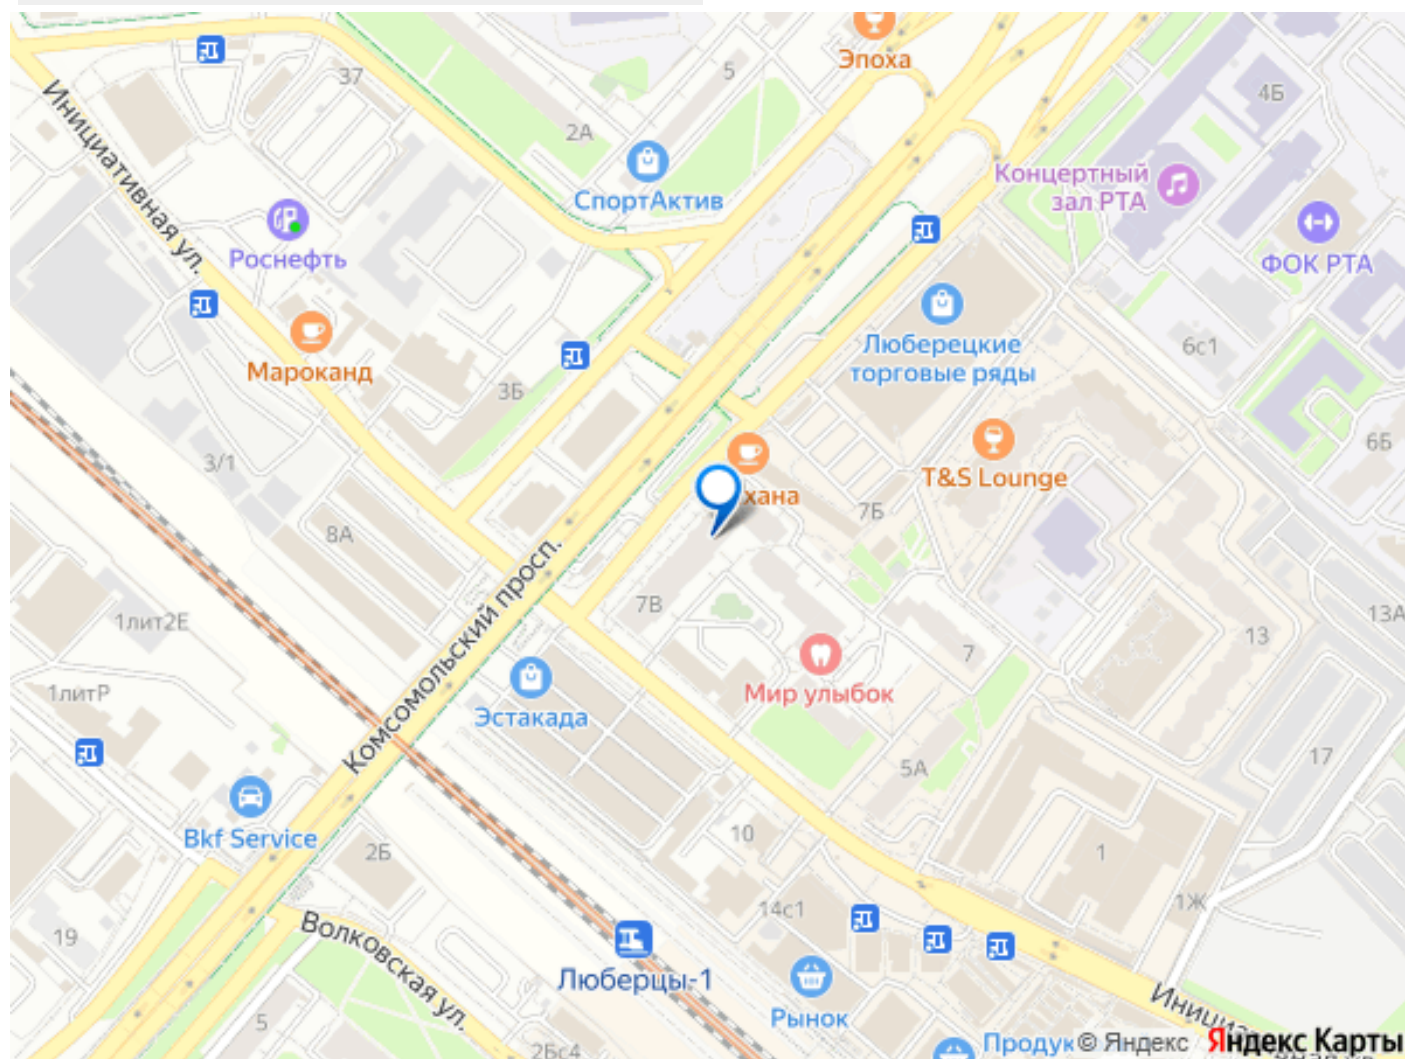 Эпоха
37
5
4Б
Инициативная ул.
2А
СпортАктив
Концертный
зал РТА
Роснефть
ФОК РТА
Мароканд
Люберецкие
торговые ряды
6с1
3Б
6Б
3/1
T&S Lounge
хана
7Б
8А
Комсомольский просп.
7В
1лит2Е
13
13А
7
Мир улыбок
1литР
Эстакада
17
5А
Bkf Service
10
2Б
1
14с1
1Ж
19
Волковская ул.
Люберцы-1
5
Рынок
2Бс4
Продук
© Яндекс Яндекс Карты